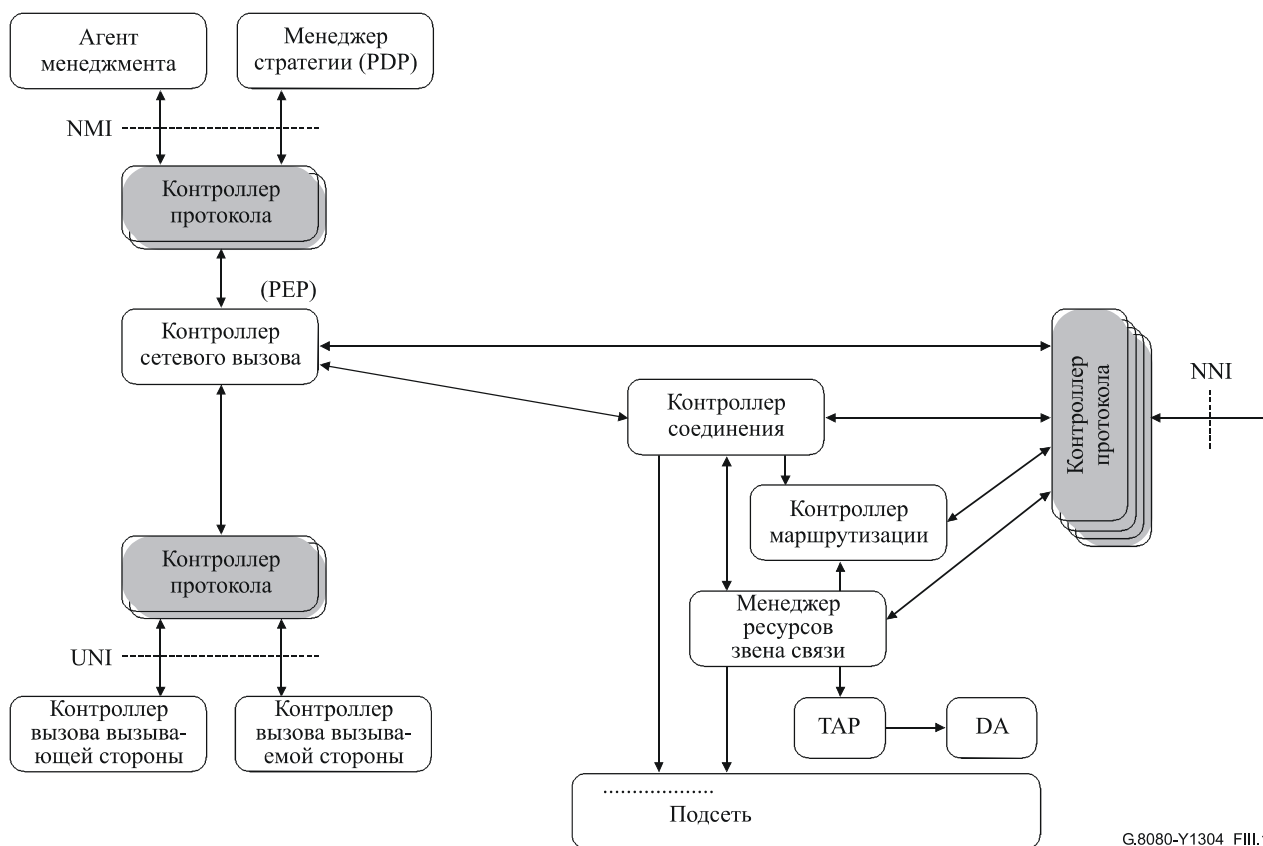 Агент
менеджмента
Менеджер
стратегии (PDP)
NMI
Контроллер
протокола
(PEP)
Контроллер
сетевого вызова
Контроллер
протокола
NNI
Контроллер
соединения
Контроллер
маршрутизации
Контроллер
протокола
Менеджер
ресурсов
звена связи
UNI
Контроллер
вызова вызыва-
ющей стороны
Контроллер
вызова вызыва-
емой стороны
TAP
DA
Подсеть
G.8080-Y1304_FIII.1